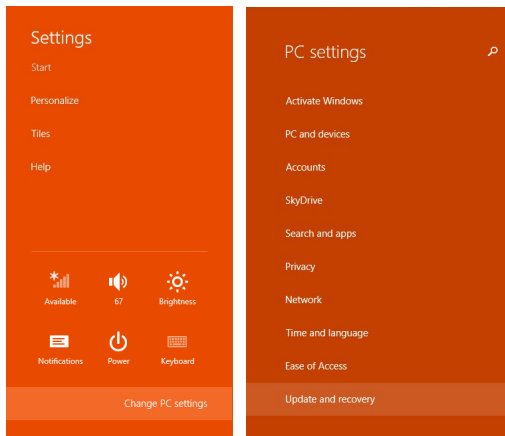 Settings
Start
Personalize
Tiles
Help
Available
67
Brightness
Notifications
Power
Keyboard
Change PC settings
PC settings
Activate Windows
PC and devices
Accounts
SkyDrive
Search and apps
Privacy
Network
Time and language
Ease of Access
Update and recovery